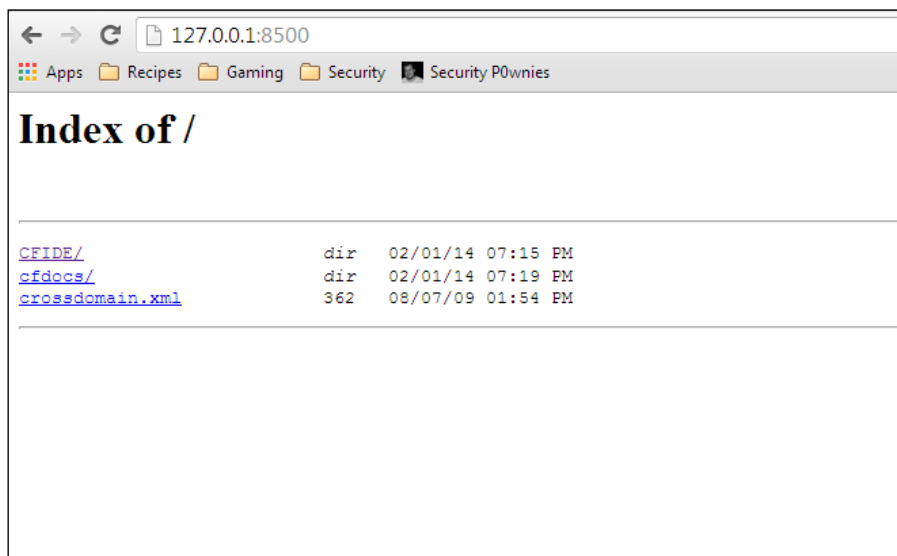 127.0.0.1:8500
Apps Recipes Gaming Security Security P0wnies
Index of /
CFIDE/ dir 02/01/14 07:15 PM
cfdocs/ dir 02/01/14 07:19 PM
crossdomain.xml 362 08/07/09 01:54 PM